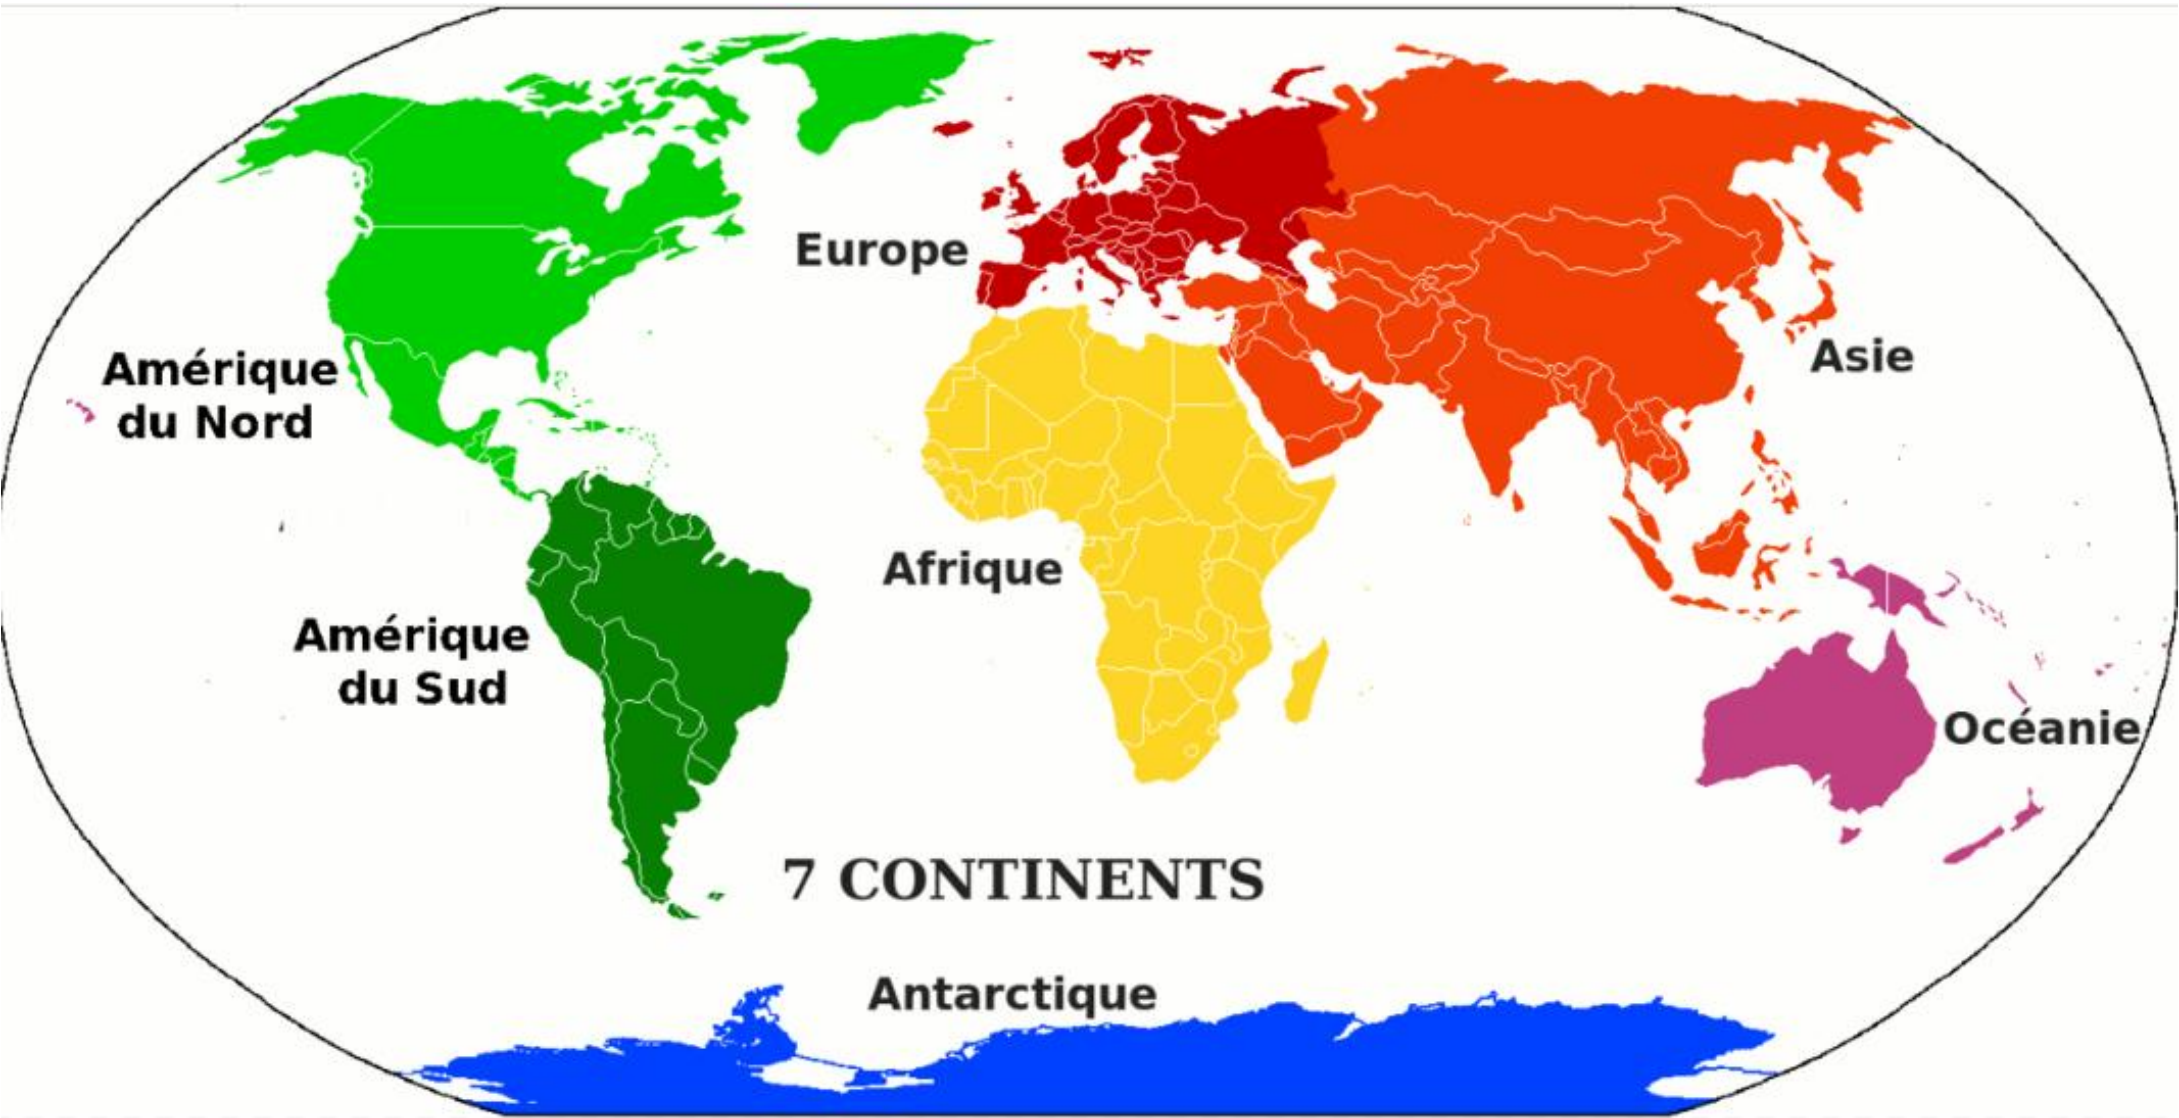 Europe
Amérique
du Nord
Asie
Afrique
Amérique
du Sud
Océanie
7 CONTINENTS
Antarctique